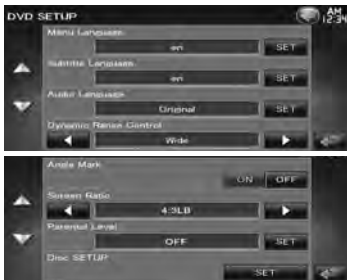 DVD SETUP
AM
12:34
Menu Language
en
SET
Subtitle Language
en
SET
Audio Language
Original
SET
Dynamic Range Control
Wide
Angle Mark
ON
OFF
Screen Ratio
4:3LB
Parental Level
OFF
SET
Disc SETUP
SET